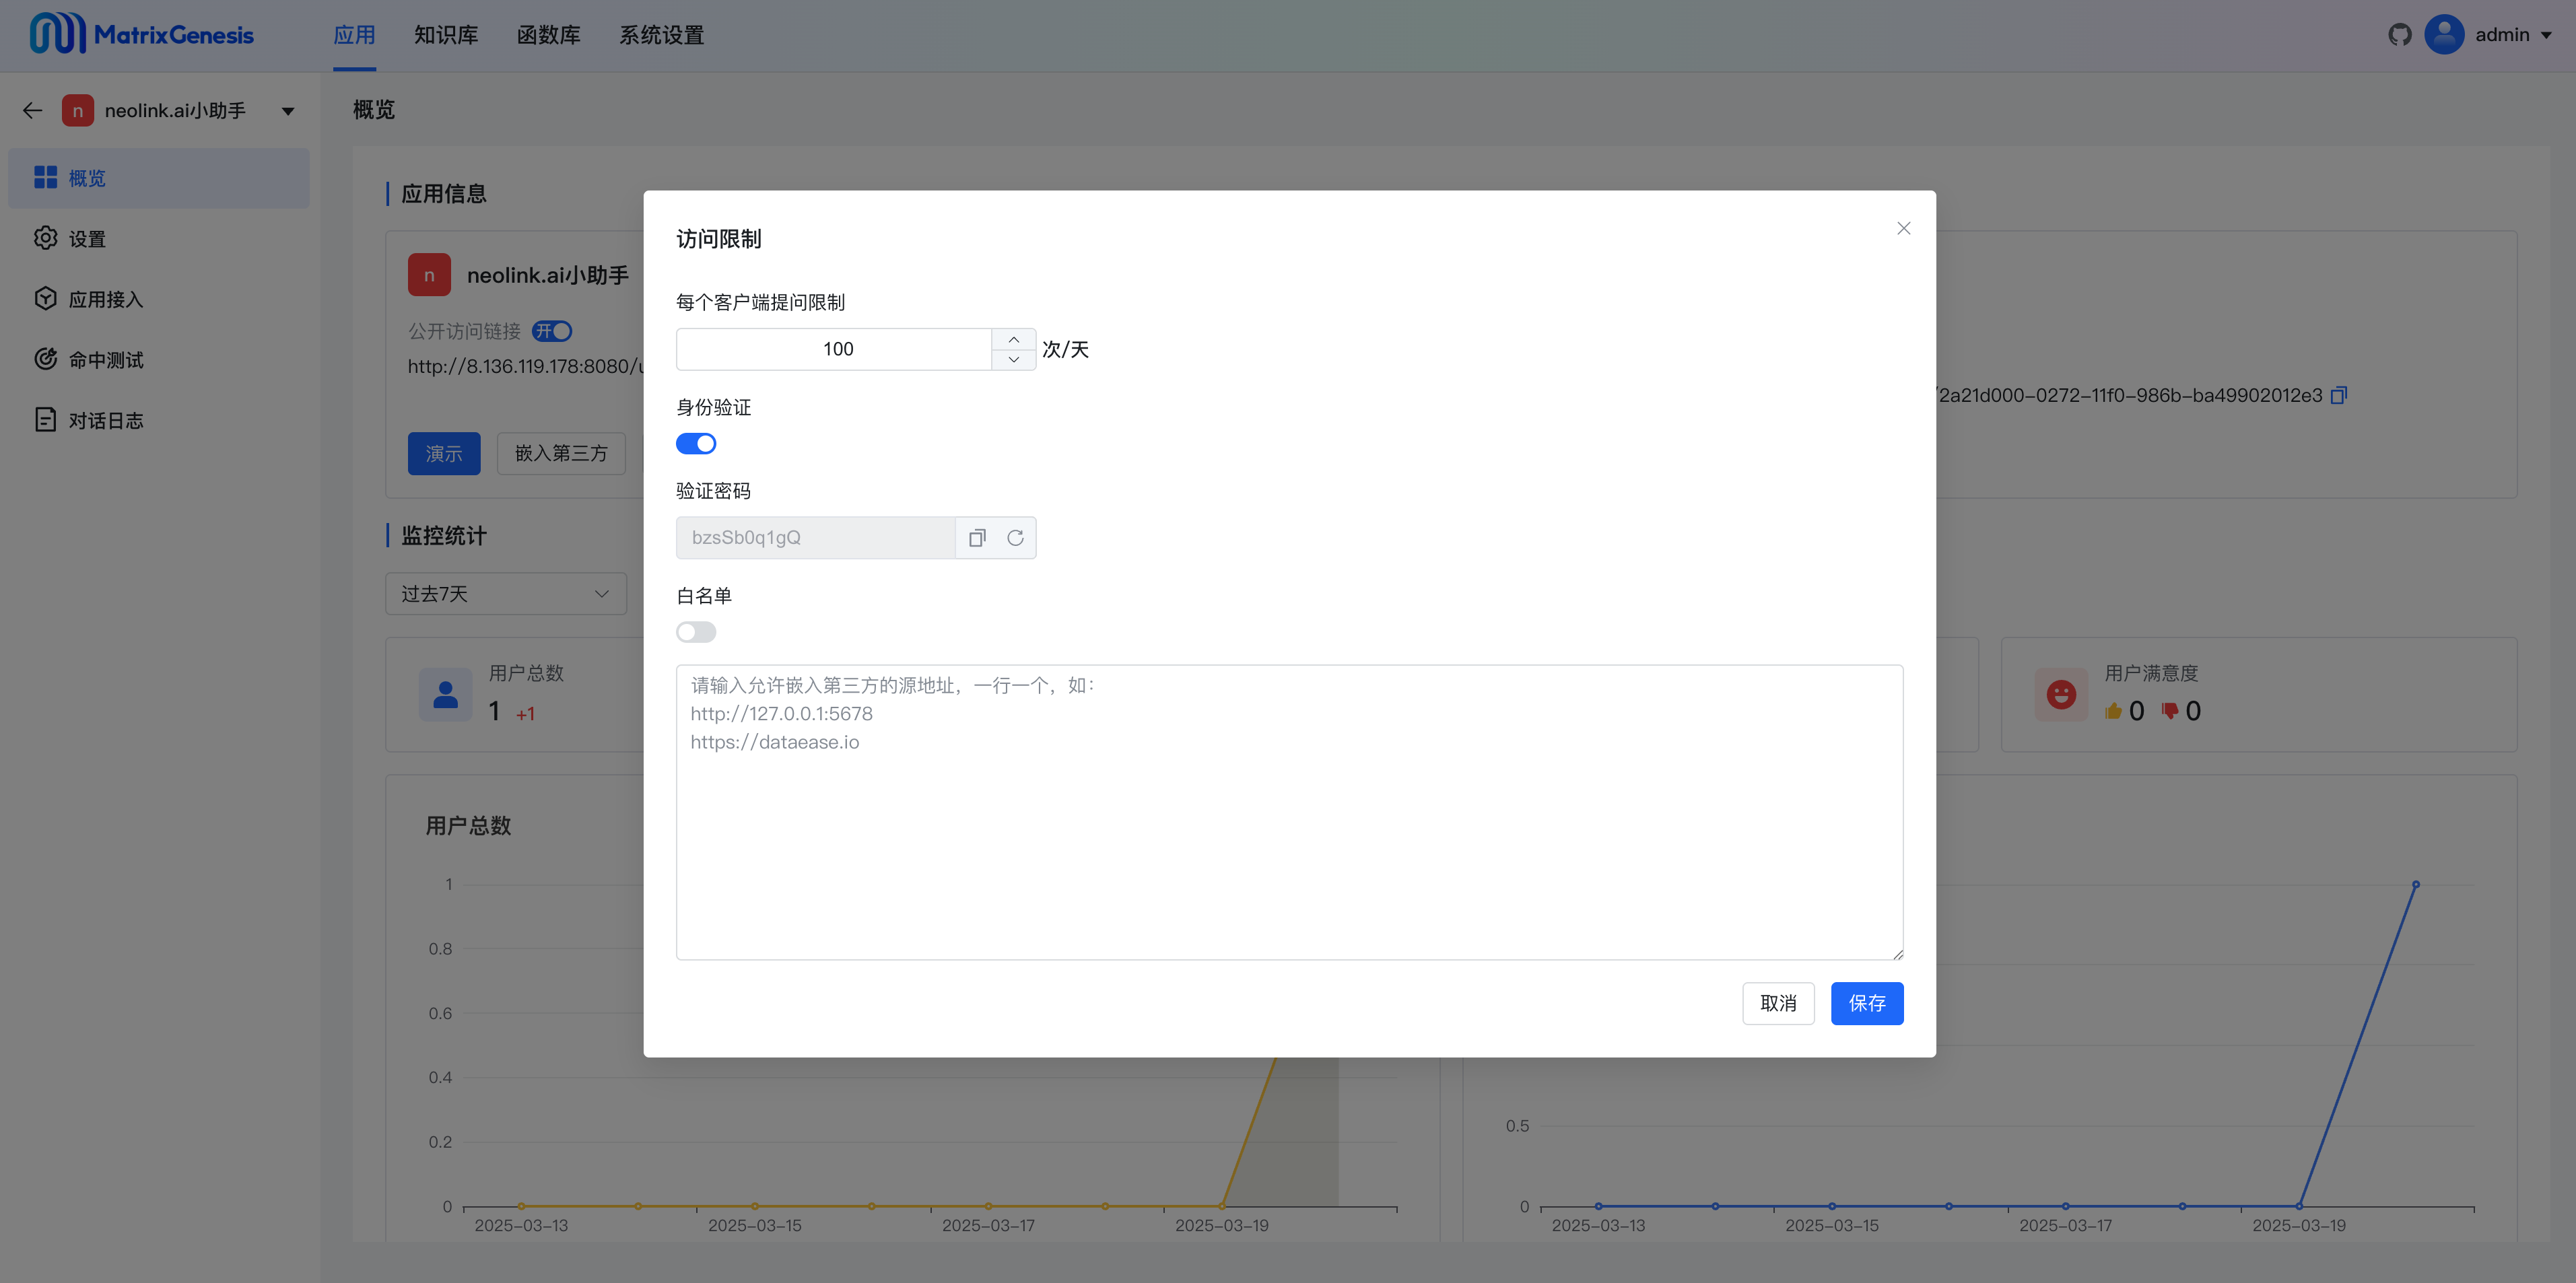 MatrixGenesis
应用
知识库
函数库
系统设置
admin
n
neolink.ai小助手
概览
设置
应用接入
命中测试
对话日志
概览
应用信息
n
neolink.ai小助手
公开访问链接
开
http://8.136.119.178:8080/u
演示
嵌入第三方
/2a21d000-0272-11f0-986b-ba49902012e3
监控统计
过去7天
用户总数
1 +1
用户满意度
0 0
用户总数
1
0.8
0.6
0.4
0.2
0
2025-03-13
2025-03-15
2025-03-17
2025-03-19
0.5
0
2025-03-13
2025-03-15
2025-03-17
2025-03-19
访问限制
每个客户端提问限制
100
次/天
身份验证
验证密码
bzsSb0q1gQ
白名单
请输入允许嵌入第三方的源地址，一行一个，如：
http://127.0.0.1:5678
https://dataease.io
取消
保存